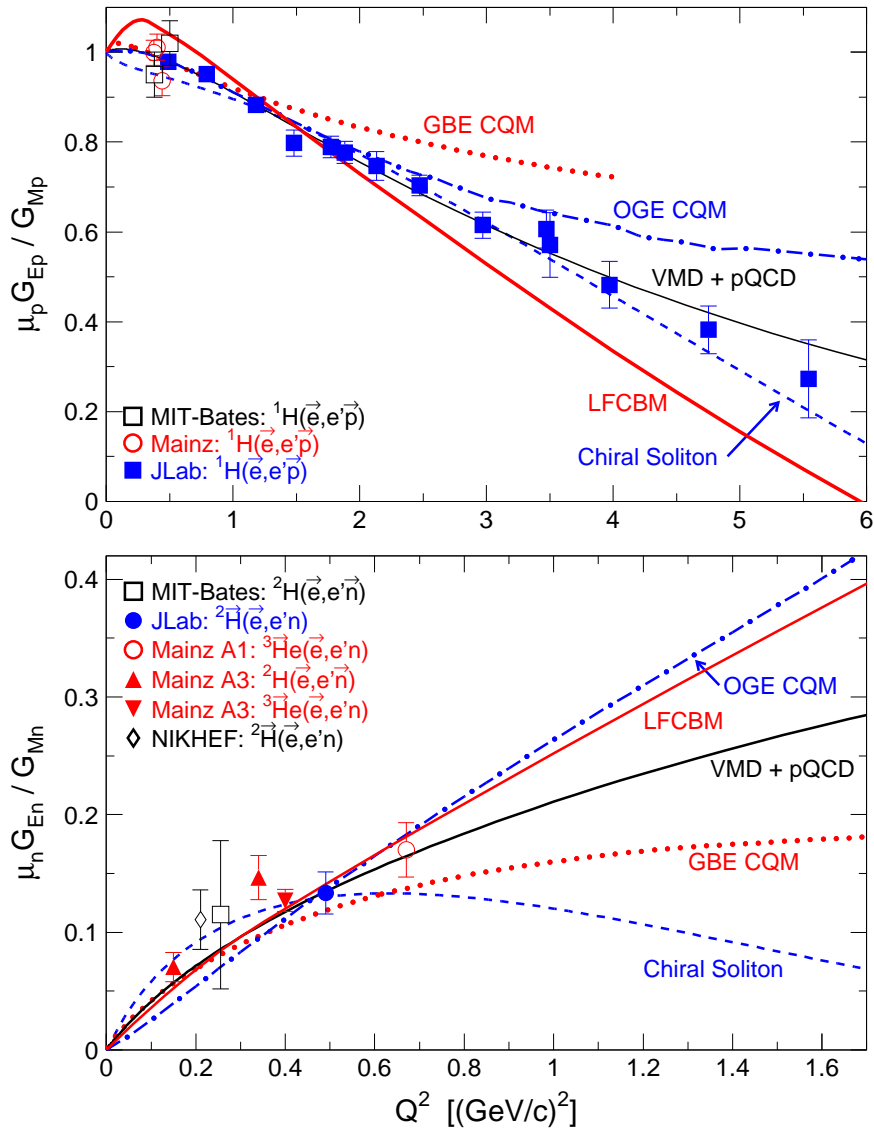 μpGEp / GMp
1
0.8
0.6
0.4
0.2
0
0 1 2 3 4 5 6
GBE CQM
OGE CQM
VMD + pQCD
LFCBM
Chiral Soliton
MIT-Bates: ¹H(e⃗,e'p⃗)
Mainz: ¹H(e⃗,e'p⃗)
JLab: ¹H(e⃗,e'p⃗)
μnGEn / GMn
0.4
0.3
0.2
0.1
0
MIT-Bates: ²H(e⃗,e'n⃗)
JLab: ²H⃗(e⃗,e'n)
Mainz A1: ³H⃗e(e⃗,e'n)
Mainz A3: ²H(e⃗,e'n⃗)
Mainz A3: ³H⃗e(e⃗,e'n)
NIKHEF: ²H⃗(e⃗,e'n)
OGE CQM
LFCBM
VMD + pQCD
GBE CQM
Chiral Soliton
0 0.2 0.4 0.6 0.8 1 1.2 1.4 1.6
Q² [(GeV/c)²]